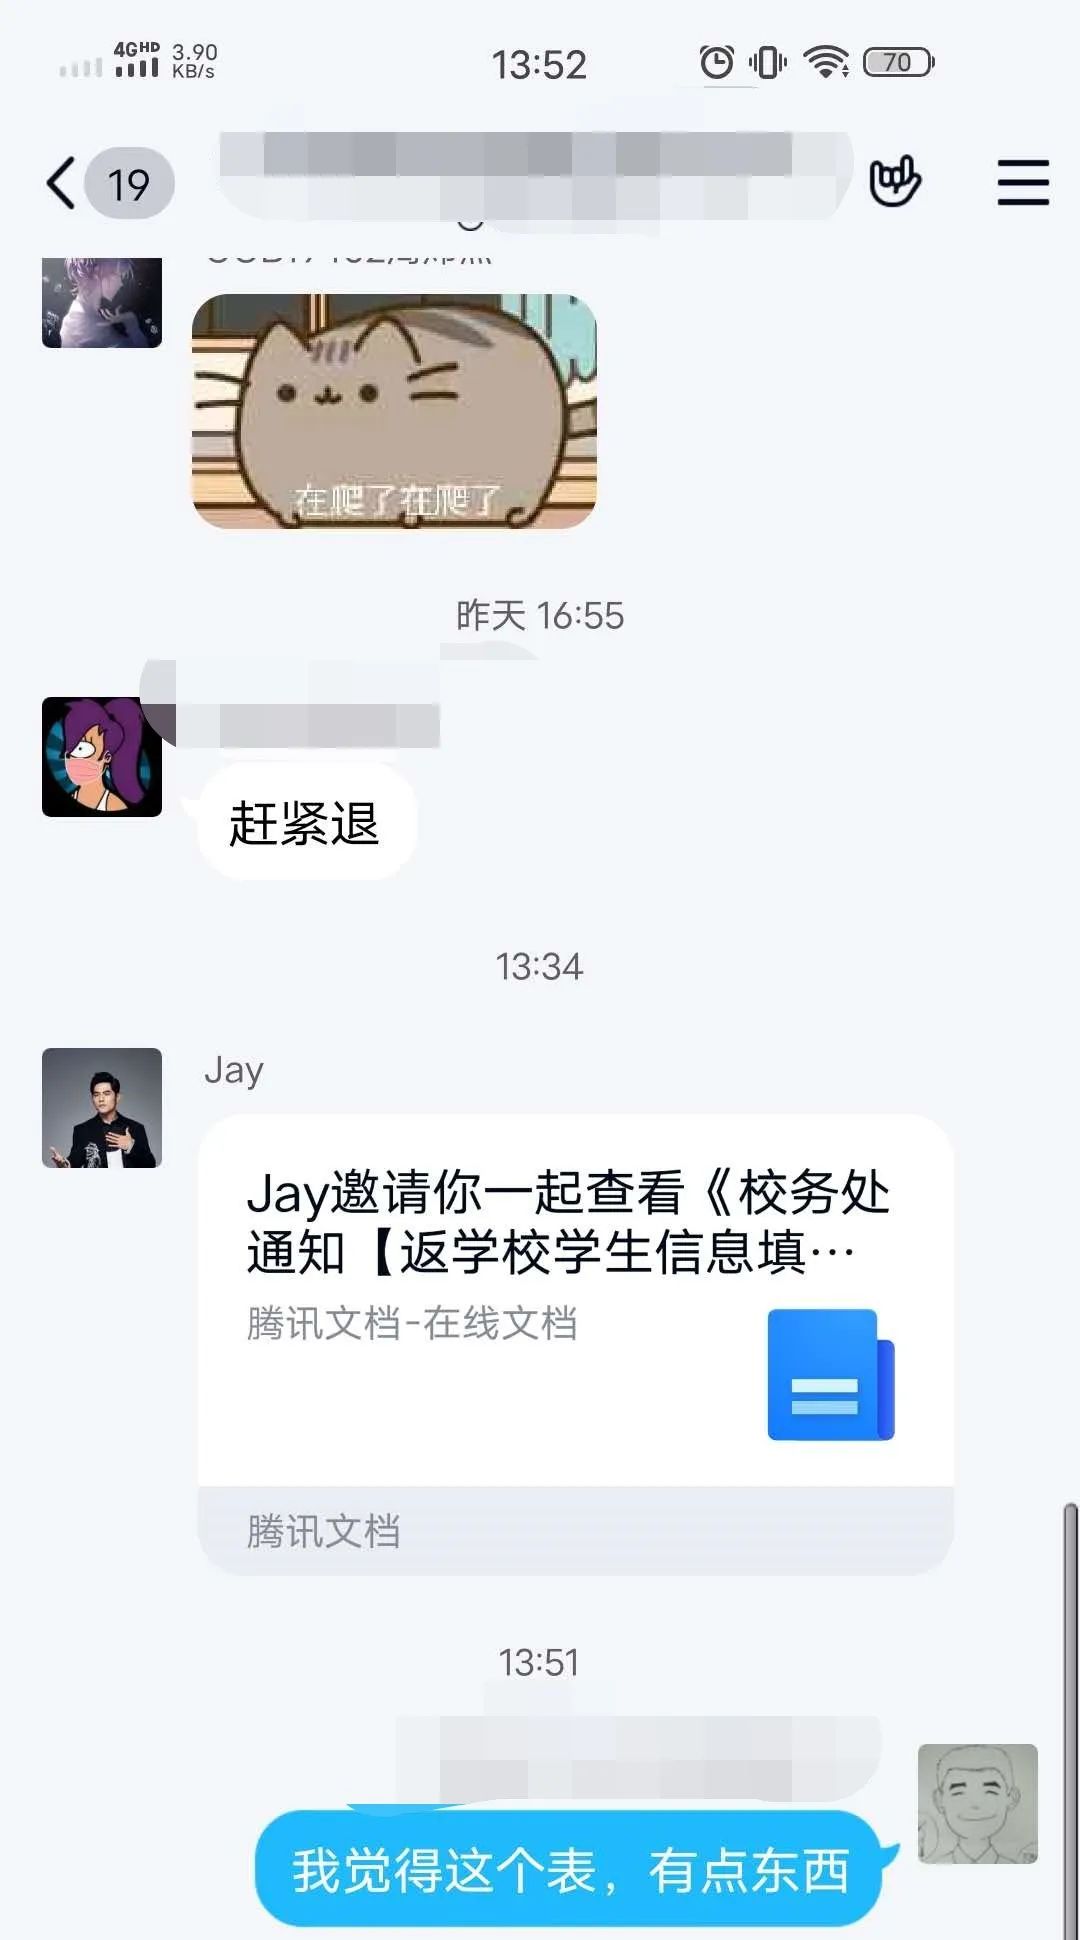 4GHD 3.90 KB/s
13:52
70
19
在爬了在爬了
昨天 16:55
赶紧退
13:34
Jay
Jay邀请你一起查看《校务处
通知【返学校学生信息填…
腾讯文档-在线文档
腾讯文档
13:51
我觉得这个表，有点东西